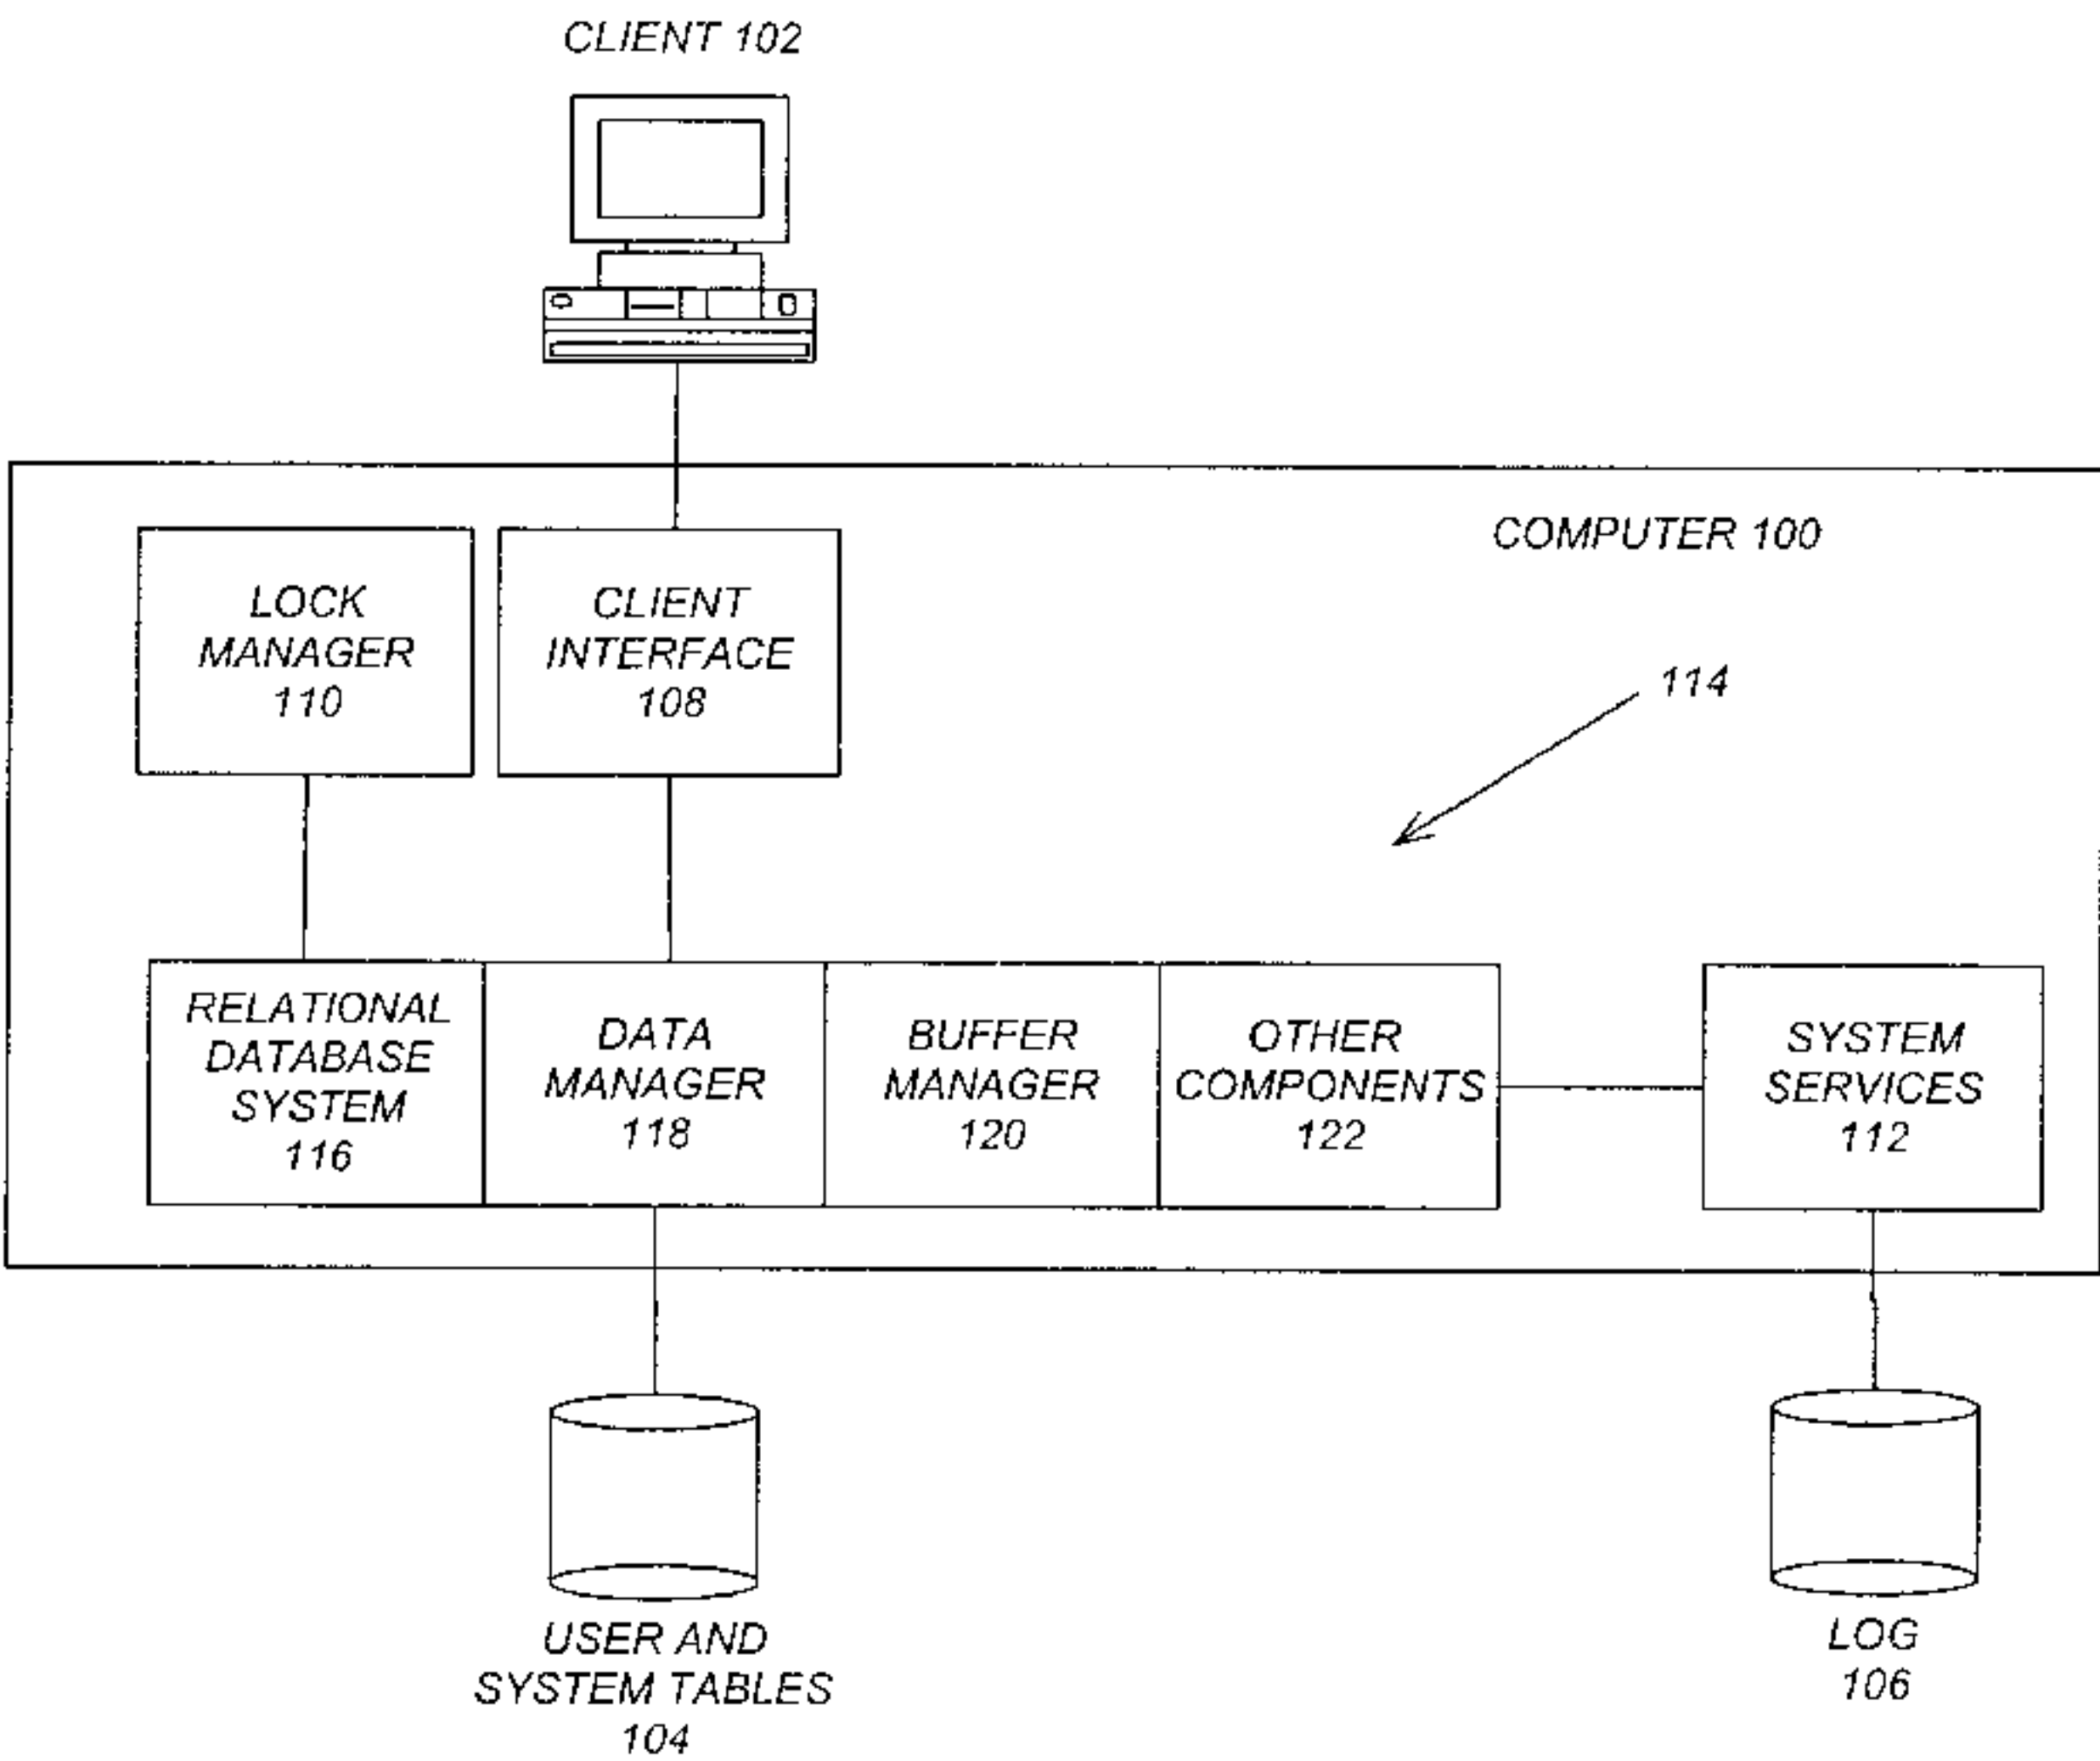 CLIENT 102
COMPUTER 100
LOCK
MANAGER
110
CLIENT
INTERFACE
108
114
RELATIONAL
DATABASE
SYSTEM
116
DATA
MANAGER
118
BUFFER
MANAGER
120
OTHER
COMPONENTS
122
SYSTEM
SERVICES
112
USER AND
SYSTEM TABLES
104
LOG
106